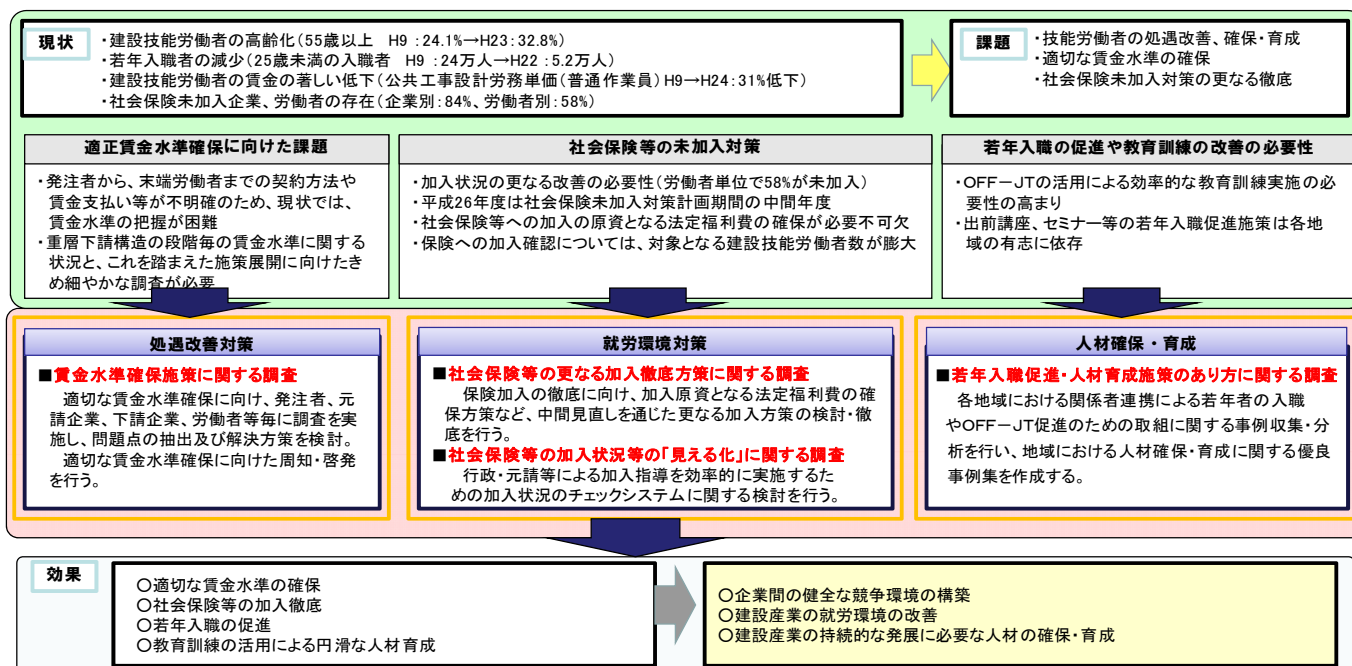 現状
・建設技能労働者の高齢化(55歳以上　H9 :24.1%→H23:32.8%)
・若年入職者の減少(25歳未満の入職者　H9 :24万人→H22 :5.2万人)
・建設技能労働者の賃金の著しい低下(公共工事設計労務単価(普通作業員)H9→H24:31%低下)
・社会保険未加入企業、労働者の存在(企業別:84%、労働者別:58%)
課題
・技能労働者の処遇改善、確保・育成
・適切な賃金水準の確保
・社会保険未加入対策の更なる徹底
適正賃金水準確保に向けた課題
・発注者から、末端労働者までの契約方法や
賃金支払い等が不明確のため、現状では、
賃金水準の把握が困難
・重層下請構造の段階毎の賃金水準に関する
状況と、これを踏まえた施策展開に向けたき
め細やかな調査が必要
社会保険等の未加入対策
・加入状況の更なる改善の必要性(労働者単位で58%が未加入)
・平成26年度は社会保険未加入対策計画期間の中間年度
・社会保険等への加入の原資となる法定福利費の確保が必要不可欠
・保険への加入確認については、対象となる建設技能労働者数が膨大
若年入職の促進や教育訓練の改善の必要性
・OFF-JTの活用による効率的な教育訓練実施の必
要性の高まり
・出前講座、セミナー等の若年入職促進施策は各地
域の有志に依存
処遇改善対策
■賃金水準確保施策に関する調査
適切な賃金水準確保に向け、発注者、元
請企業、下請企業、労働者等毎に調査を実
施し、問題点の抽出及び解決方策を検討。
適切な賃金水準確保に向けた周知・啓発
を行う。
就労環境対策
■社会保険等の更なる加入徹底方策に関する調査
保険加入の徹底に向け、加入原資となる法定福利費の確
保方策など、中間見直しを通じた更なる加入方策の検討・徹
底を行う。
■社会保険等の加入状況等の「見える化」に関する調査
行政・元請等による加入指導を効率的に実施するた
めの加入状況のチェックシステムに関する検討を行う。
人材確保・育成
■若年入職促進・人材育成施策のあり方に関する調査
各地域における関係者連携による若年者の入職
やOFF-JT促進のための取組に関する事例収集・分
析を行い、地域における人材確保・育成に関する優良
事例集を作成する。
効果
○適切な賃金水準の確保
○社会保険等の加入徹底
○若年入職の促進
○教育訓練の活用による円滑な人材育成
○企業間の健全な競争環境の構築
○建設産業の就労環境の改善
○建設産業の持続的な発展に必要な人材の確保・育成